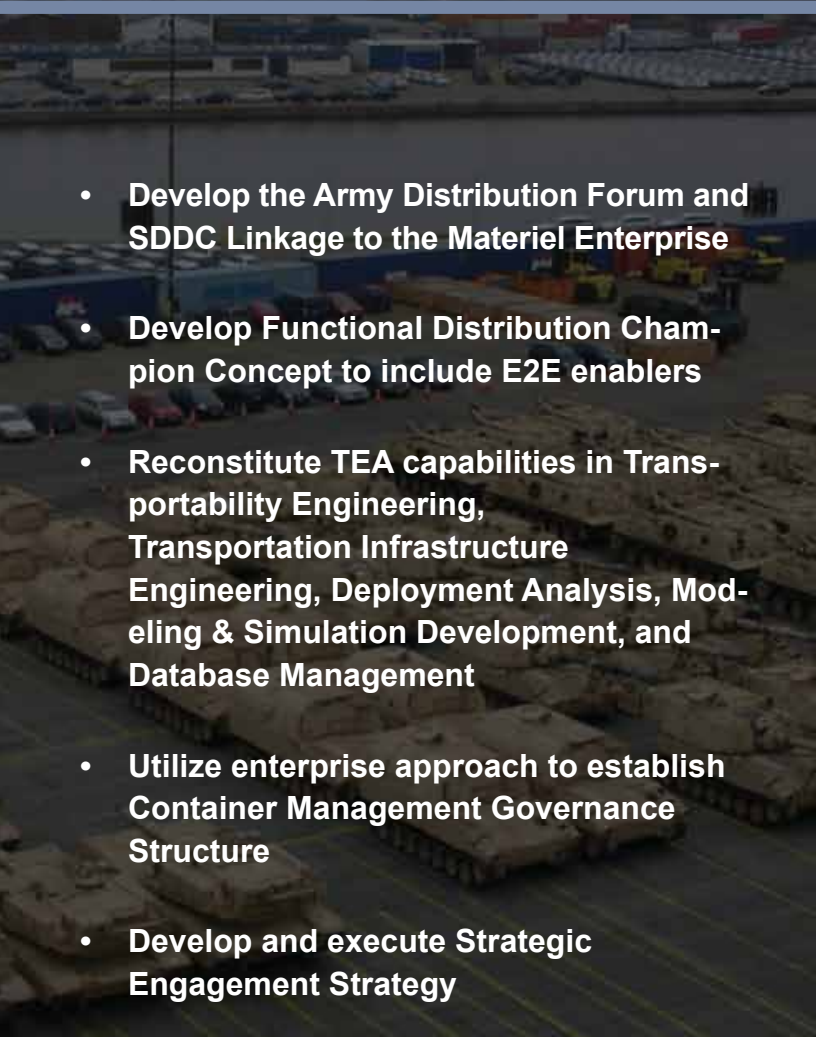 • Develop the Army Distribution Forum and
SDDC Linkage to the Materiel Enterprise
• Develop Functional Distribution Cham-
pion Concept to include E2E enablers
• Reconstitute TEA capabilities in Trans-
portability Engineering,
Transportation Infrastructure
Engineering, Deployment Analysis, Mod-
eling & Simulation Development, and
Database Management
• Utilize enterprise approach to establish
Container Management Governance
Structure
• Develop and execute Strategic
Engagement Strategy